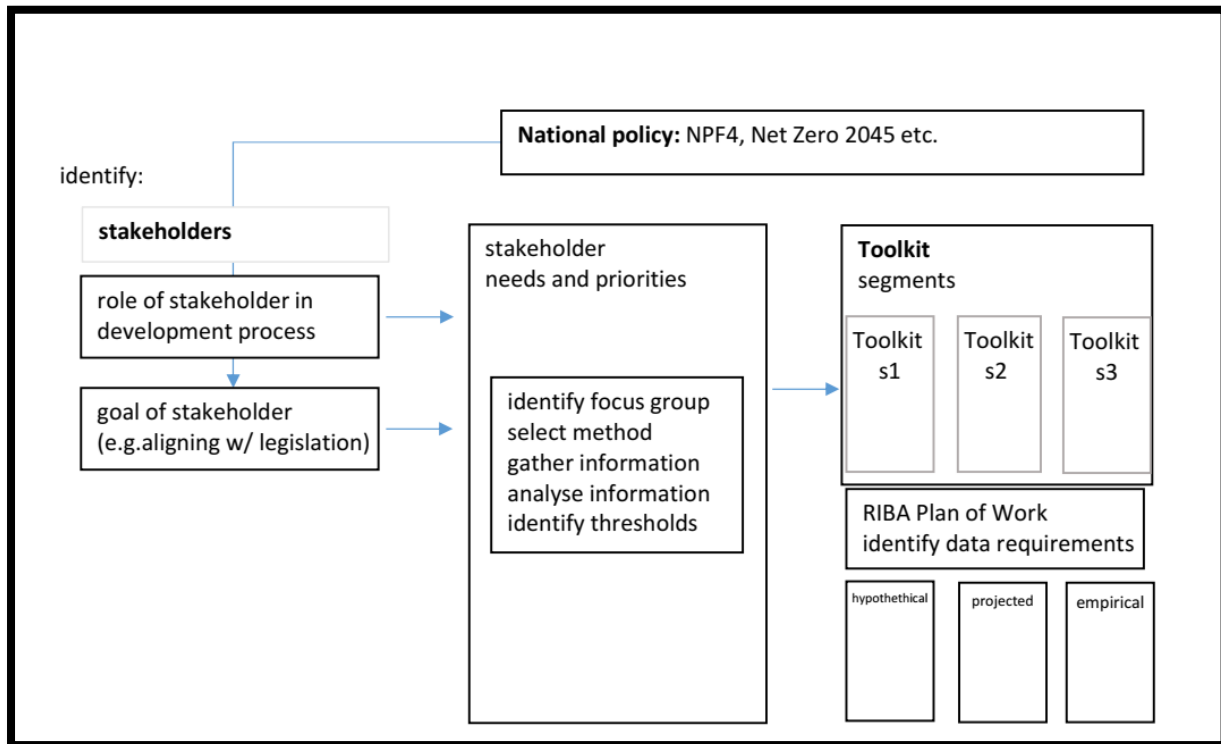 National policy: NPF4, Net Zero 2045 etc.
identify:
stakeholders
role of stakeholder in
development process
goal of stakeholder
(e.g.aligning w/ legislation)
stakeholder
needs and priorities
identify focus group
select method
gather information
analyse information
identify thresholds
Toolkit
segments
Toolkit
s1
Toolkit
s2
Toolkit
s3
RIBA Plan of Work
identify data requirements
hypothethical
projected
empirical